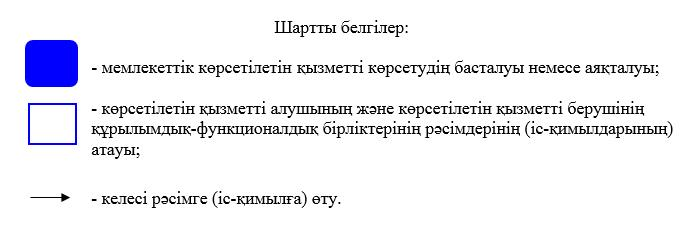 Шартты белгілер:
- мемлекеттік көрсетілетін қызметті көрсетудің басталуы немесе аяқталуы;
- көрсетілетін қызметті алушының және көрсетілетін қызметті берушінің
құрылымдық-функционалдық бірліктерінің рәсімдерінің (іс-қимылдарының)
атауы;
- келесі рәсімге (іс-қимылға) өту.